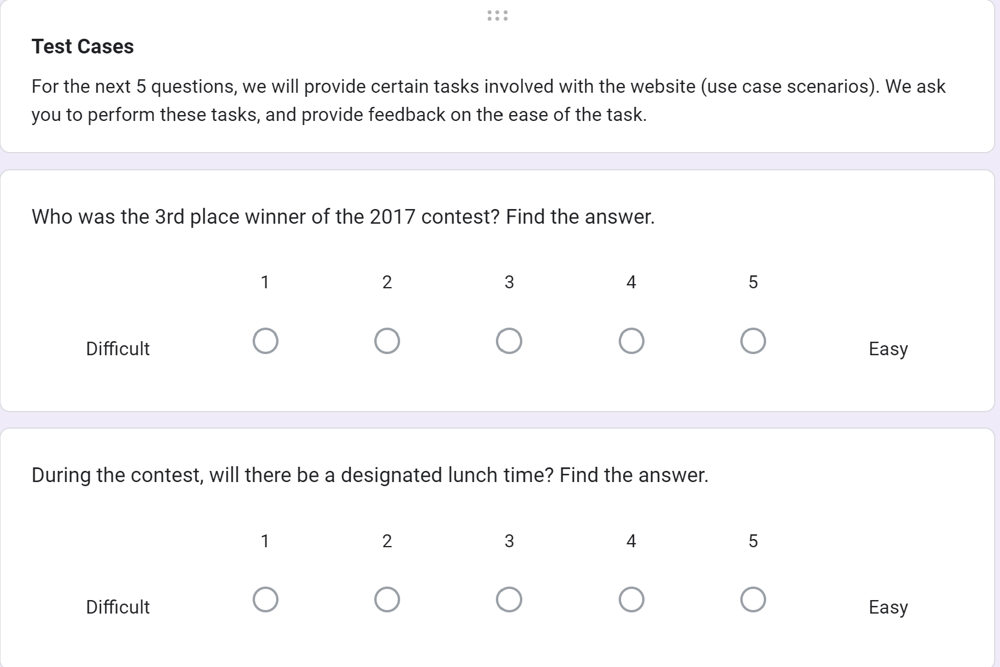 Test Cases
For the next 5 questions, we will provide certain tasks involved with the website (use case scenarios). We ask
you to perform these tasks, and provide feedback on the ease of the task.
Who was the 3rd place winner of the 2017 contest? Find the answer.
1 2 3 4 5
Difficult Easy
During the contest, will there be a designated lunch time? Find the answer.
1 2 3 4 5
Difficult Easy